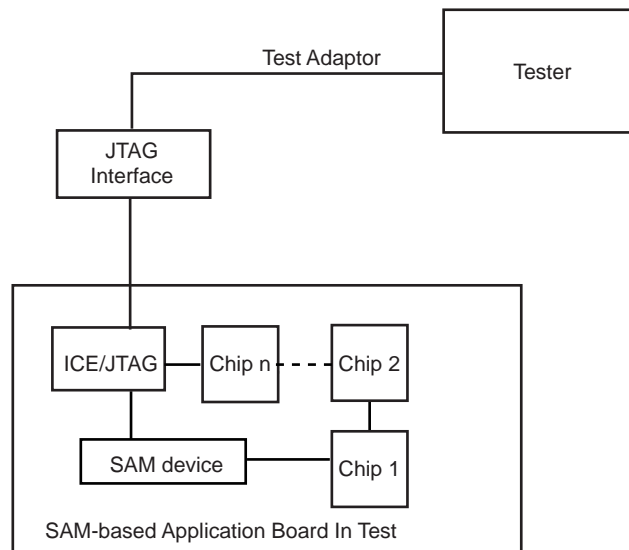 Test Adaptor
Tester
JTAG
Interface
ICE/JTAG
Chip n
Chip 2
SAM device
Chip 1
SAM-based Application Board In Test